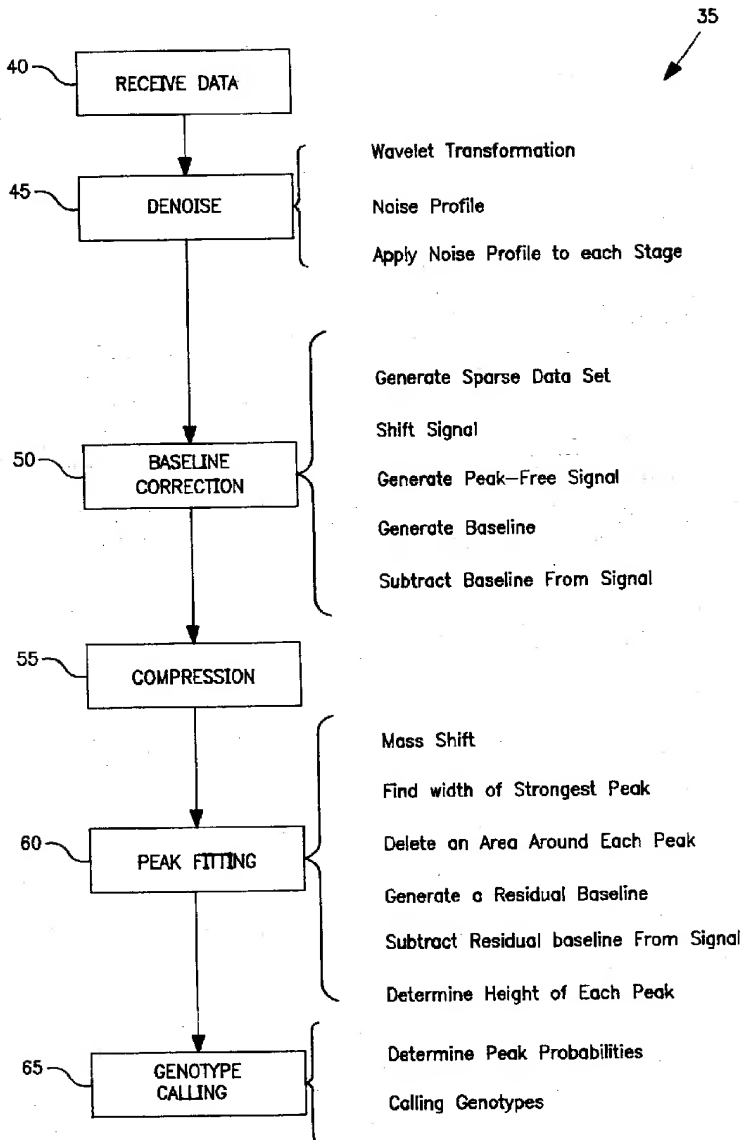 35
40
RECEIVE DATA
Wavelet Transformation
45
DENOISE
Noise Profile
Apply Noise Profile to each Stage
Generate Sparse Data Set
Shift Signal
50
BASELINE
CORRECTION
Generate Peak-Free Signal
Generate Baseline
Subtract Baseline From Signal
55
COMPRESSION
Mass Shift
Find width of Strongest Peak
60
PEAK FITTING
Delete an Area Around Each Peak
Generate a Residual Baseline
Subtract Residual baseline From Signal
Determine Height of Each Peak
65
GENOTYPE
CALLING
Determine Peak Probabilities
Calling Genotypes